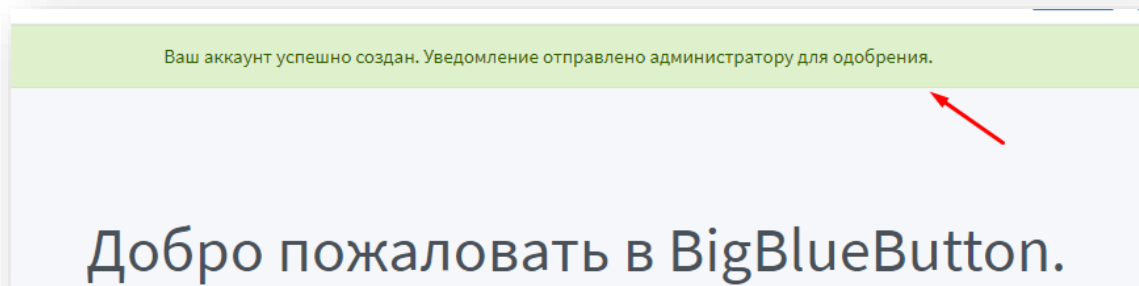 Ваш аккаунт успешно создан. Уведомление отправлено администратору для одобрения.
Добро пожаловать в BigBlueButton.